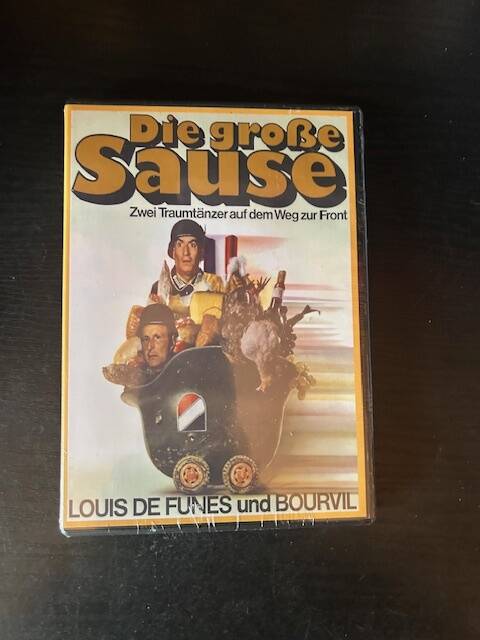 Die große
Sause
Zwei Traumtänzer auf dem Weg zur Front
LOUIS DE FUNES und BOURVIL